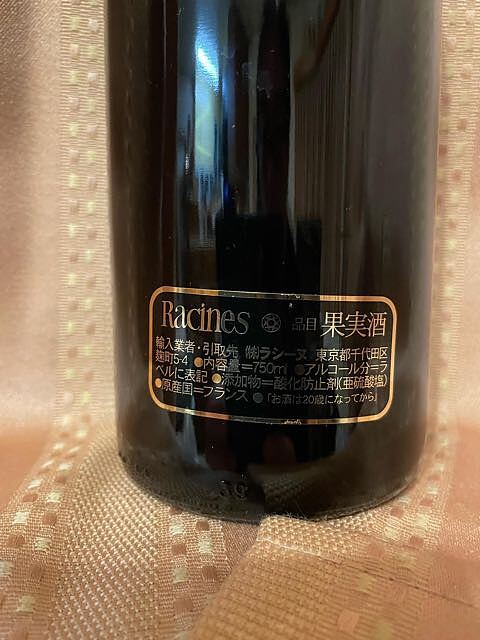 Racines 品目 果実酒
輸入業者・引取先 ㈱ラシーヌ 東京都千代田区
麹町5-4 ●内容量=750ml ●アルコール分=ラ
ベルに表記 ●添加物=酸化防止剤(亜硫酸塩)
●原産国=フランス ●「お酒は20歳になってから」